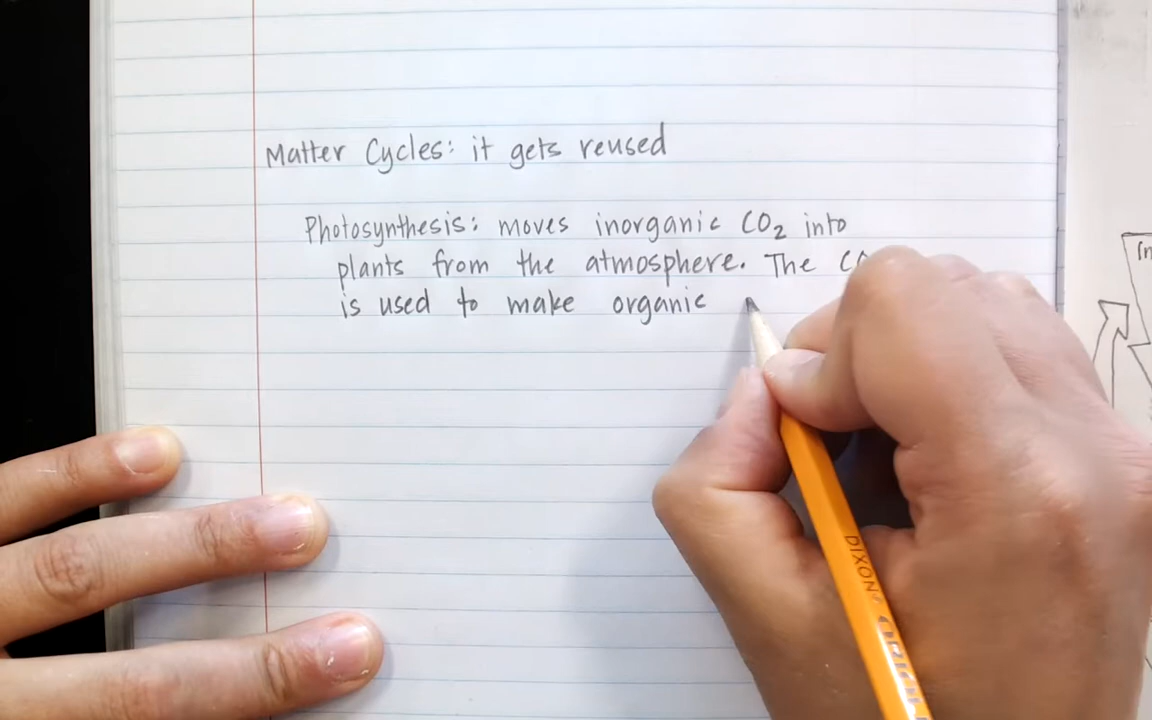 Matter Cycles: it gets reused
Photosynthesis: moves inorganic CO₂ into
plants from the atmosphere. The
is used to make organic
DIXON